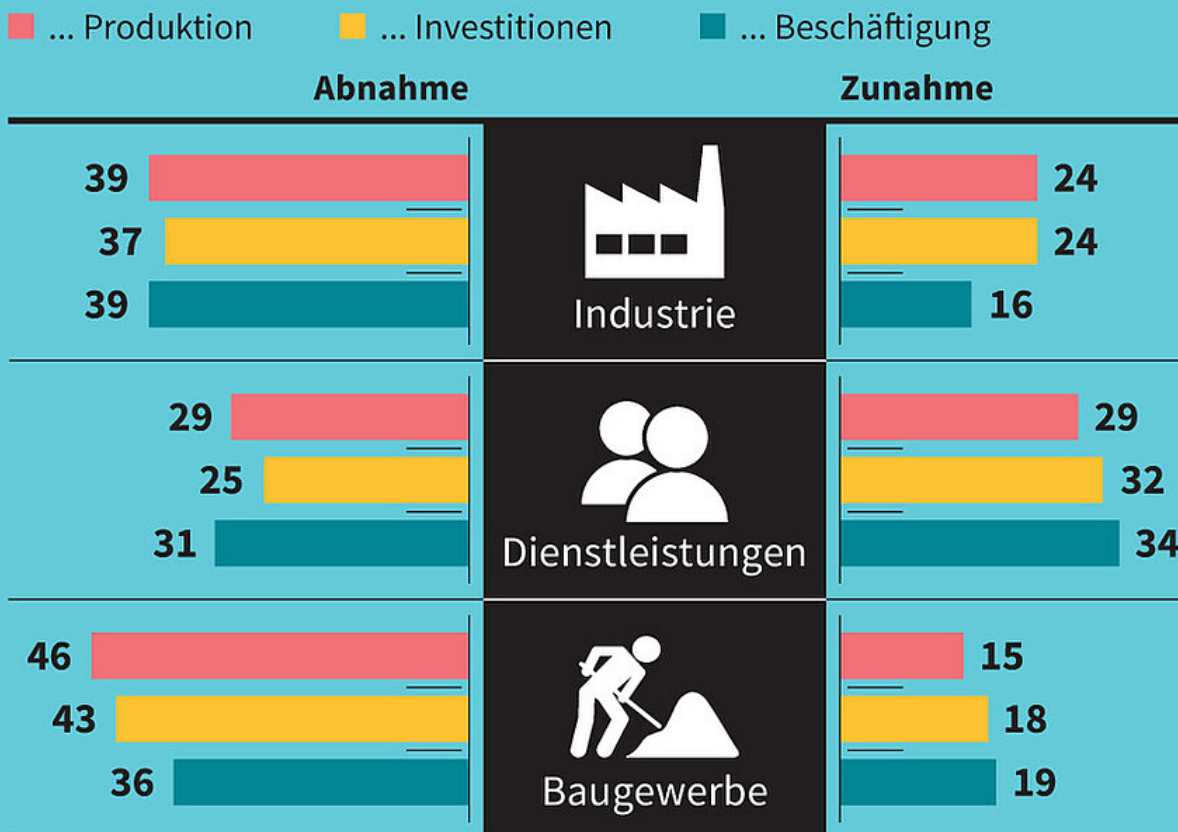 ... Produktion ... Investitionen ... Beschäftigung
Abnahme Zunahme
39 24
37 24
39 16
Industrie
29 29
25 32
31 34
Dienstleistungen
46 15
43 18
36 19
Baugewerbe